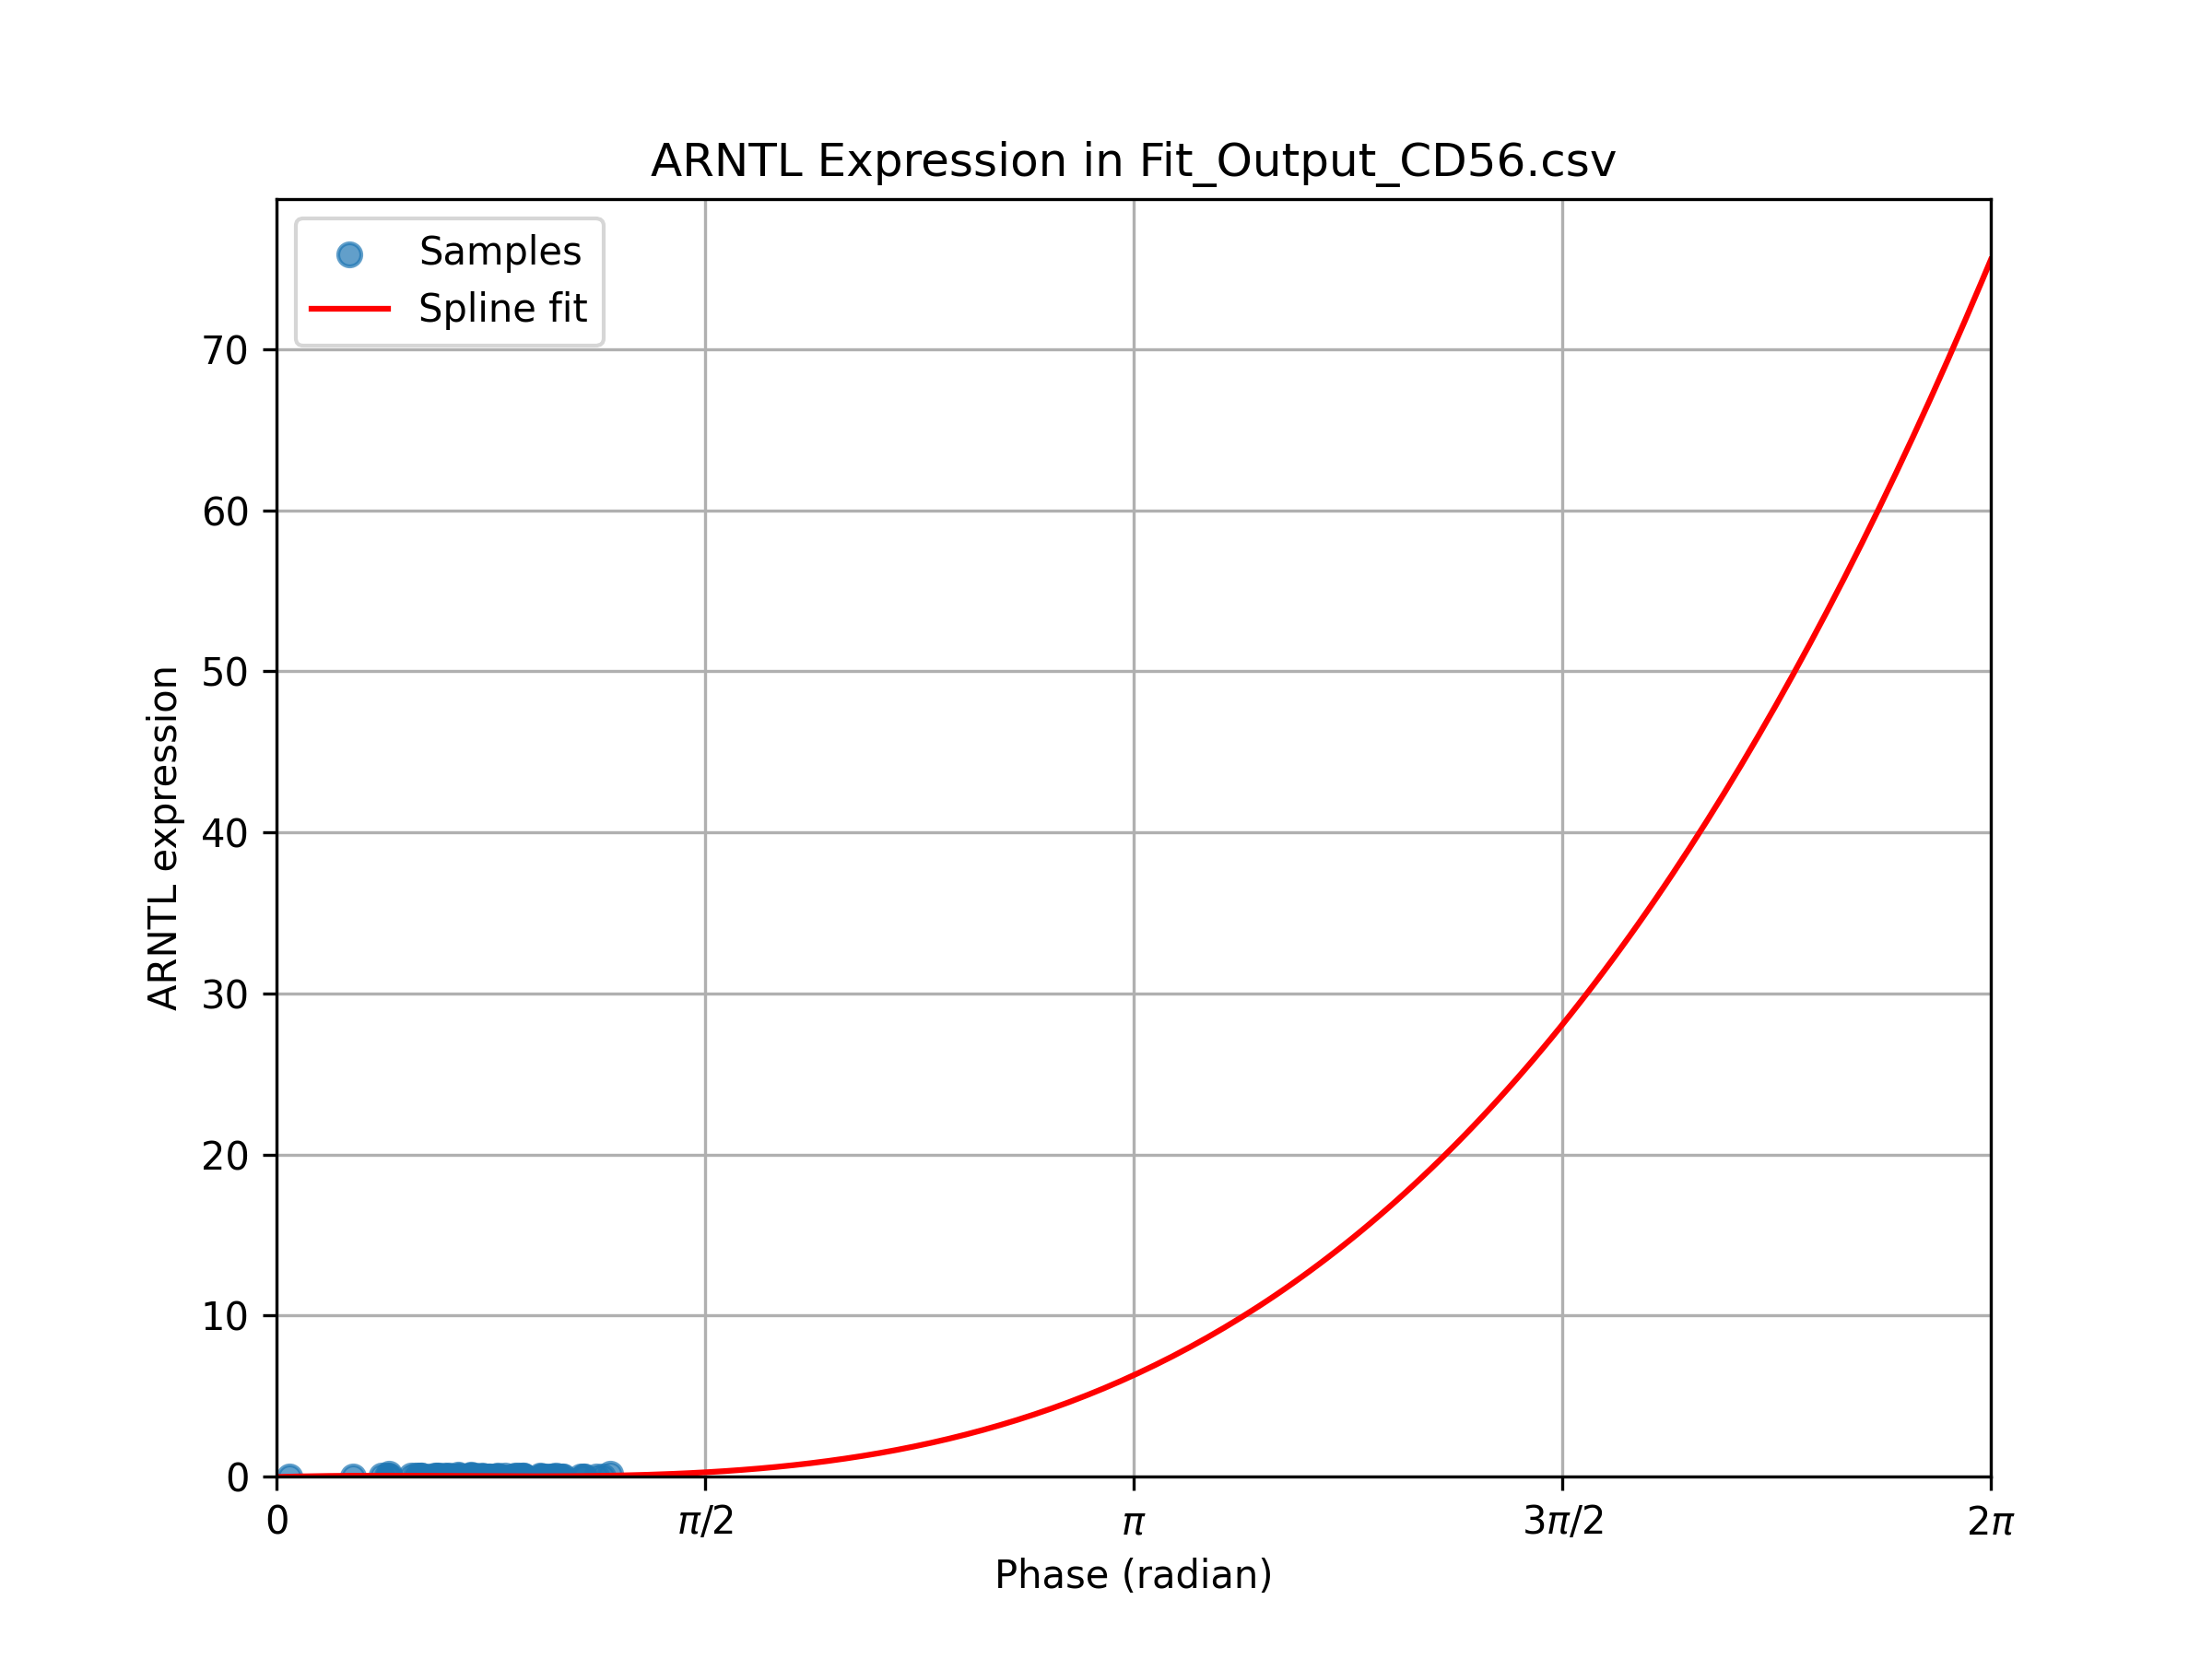 ARNTL Expression in Fit_Output_CD56.csv
Samples
Spline fit
70
60
50
40
30
20
10
0
ARNTL expression
0 π/2 π 3π/2 2π
Phase (radian)